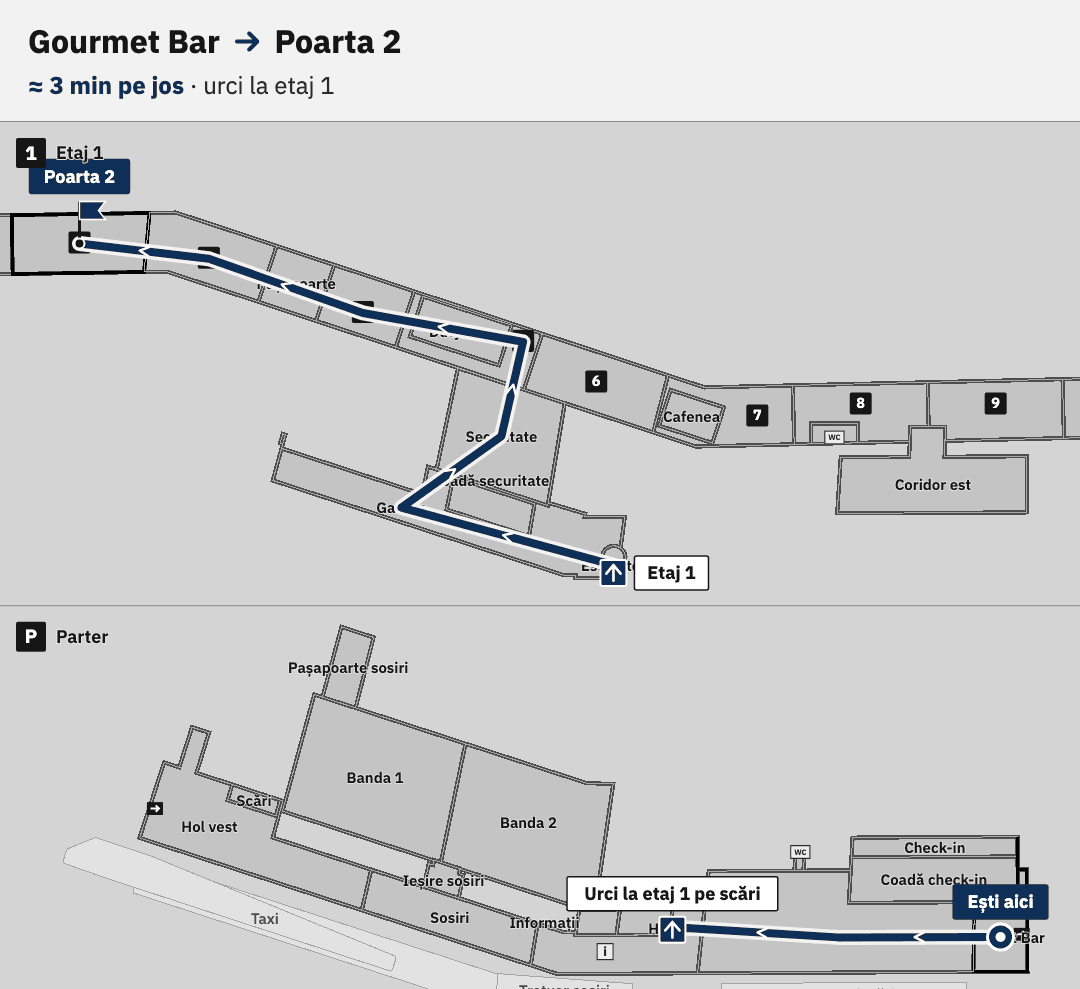 Gourmet Bar → Poarta 2
≈ 3 min pe jos · urci la etaj 1
1 Etaj 1
Poarta 2
6
Cafenea
7
8
9
WC
Coridor est
securitate
Etaj 1
P Parter
Pașapoarte sosiri
Banda 1
Scări
Banda 2
Hol vest
Check-in
WC
Coadă check-in
Ieșire sosiri
Urci la etaj 1 pe scări
Ești aici
Taxi
Sosiri
Informații
Bar
i